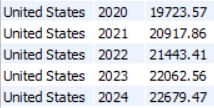 United States 2020 19723.57
United States 2021 20917.86
United States 2022 21443.41
United States 2023 22062.56
United States 2024 22679.47